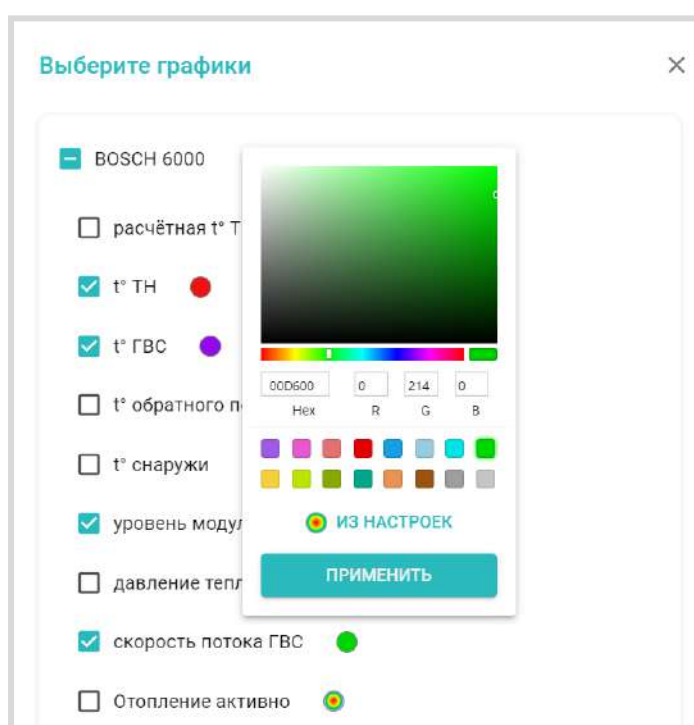 Выберите графики
BOSCH 6000
расчётная t° Т
t° ТН
t° ГВС
t° обратного п
t° снаружи
уровень модул
давление тепл
скорость потока ГВС
Отопление активно
00D600 0 214 0
Hex R G B
ИЗ НАСТРОЕК
ПРИМЕНИТЬ